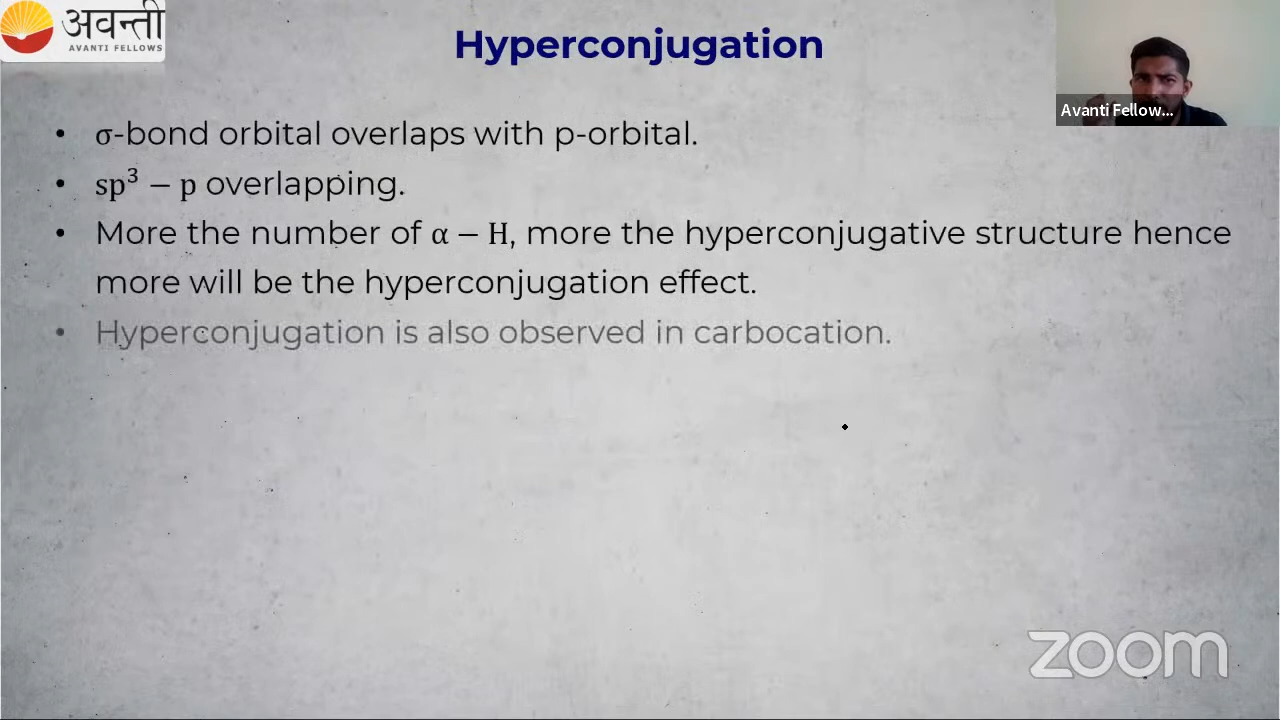 अवन्ती
AVANTI FELLOWS
Hyperconjugation
Avanti Fellow...
• σ-bond orbital overlaps with p-orbital.
• sp³ − p overlapping.
• More the number of α − H, more the hyperconjugative structure hence
more will be the hyperconjugation effect.
• Hyperconjugation is also observed in carbocation.
zoom